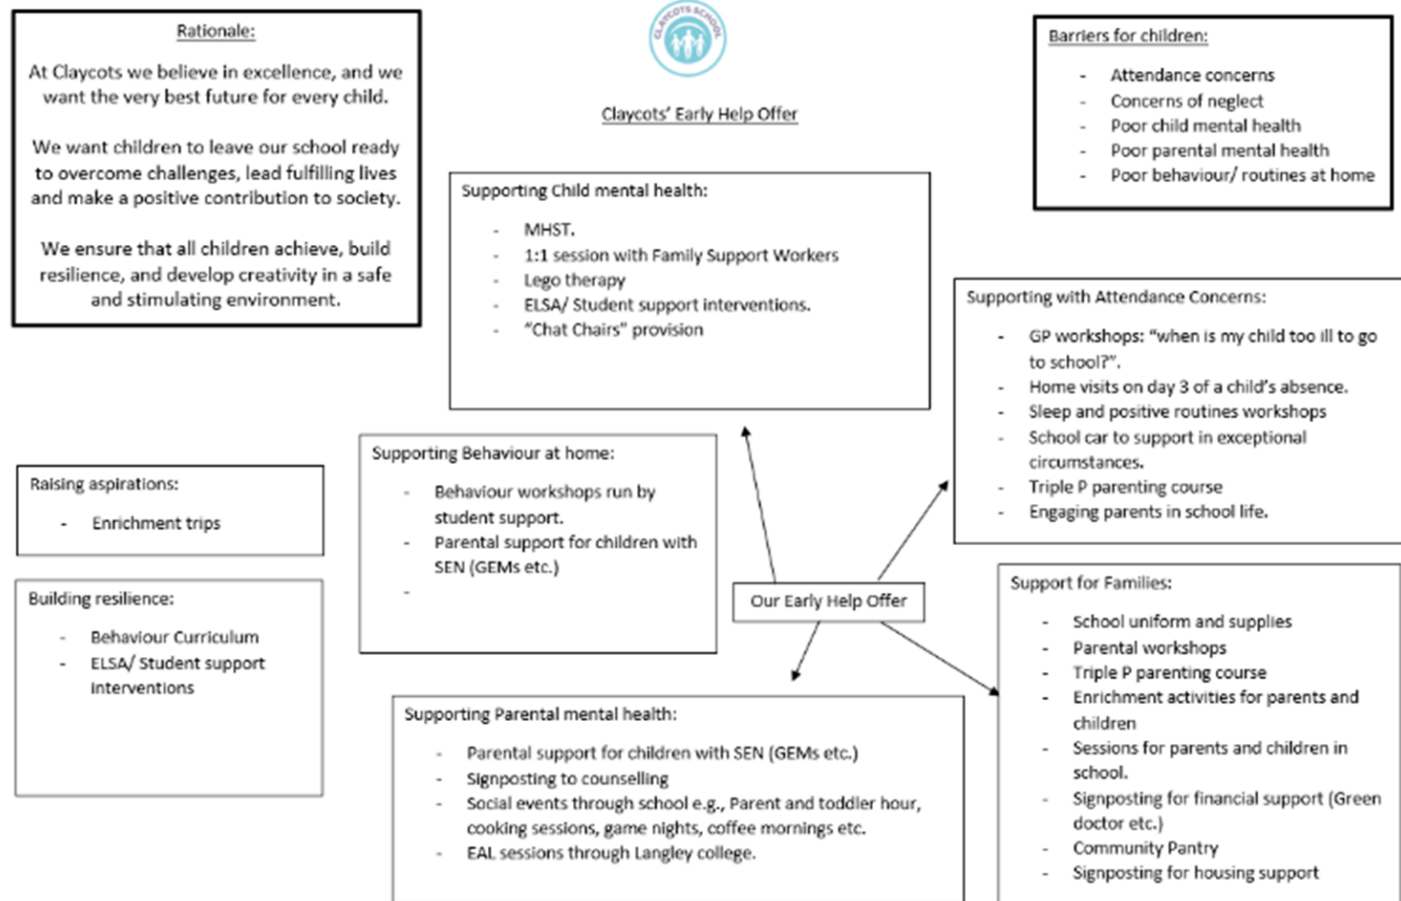 Rationale:
At Claycots we believe in excellence, and we
want the very best future for every child.
We want children to leave our school ready
to overcome challenges, lead fulfilling lives
and make a positive contribution to society.
We ensure that all children achieve, build
resilience, and develop creativity in a safe
and stimulating environment.
CLAYCOTS SCHOOL
Claycots' Early Help Offer
Barriers for children:
- Attendance concerns
- Concerns of neglect
- Poor child mental health
- Poor parental mental health
- Poor behaviour/ routines at home
Supporting Child mental health:
- MHST.
- 1:1 session with Family Support Workers
- Lego therapy
- ELSA/ Student support interventions.
- "Chat Chairs" provision
Supporting with Attendance Concerns:
- GP workshops: "when is my child too ill to go
to school?".
- Home visits on day 3 of a child's absence.
- Sleep and positive routines workshops
- School car to support in exceptional
circumstances.
- Triple P parenting course
- Engaging parents in school life.
Supporting Behaviour at home:
- Behaviour workshops run by
student support.
- Parental support for children with
SEN (GEMs etc.)
-
Raising aspirations:
- Enrichment trips
Building resilience:
- Behaviour Curriculum
- ELSA/ Student support
interventions
Our Early Help Offer
Support for Families:
- School uniform and supplies
- Parental workshops
- Triple P parenting course
- Enrichment activities for parents and
children
- Sessions for parents and children in
school.
- Signposting for financial support (Green
doctor etc.)
- Community Pantry
- Signposting for housing support
Supporting Parental mental health:
- Parental support for children with SEN (GEMs etc.)
- Signposting to counselling
- Social events through school e.g., Parent and toddler hour,
cooking sessions, game nights, coffee mornings etc.
- EAL sessions through Langley college.